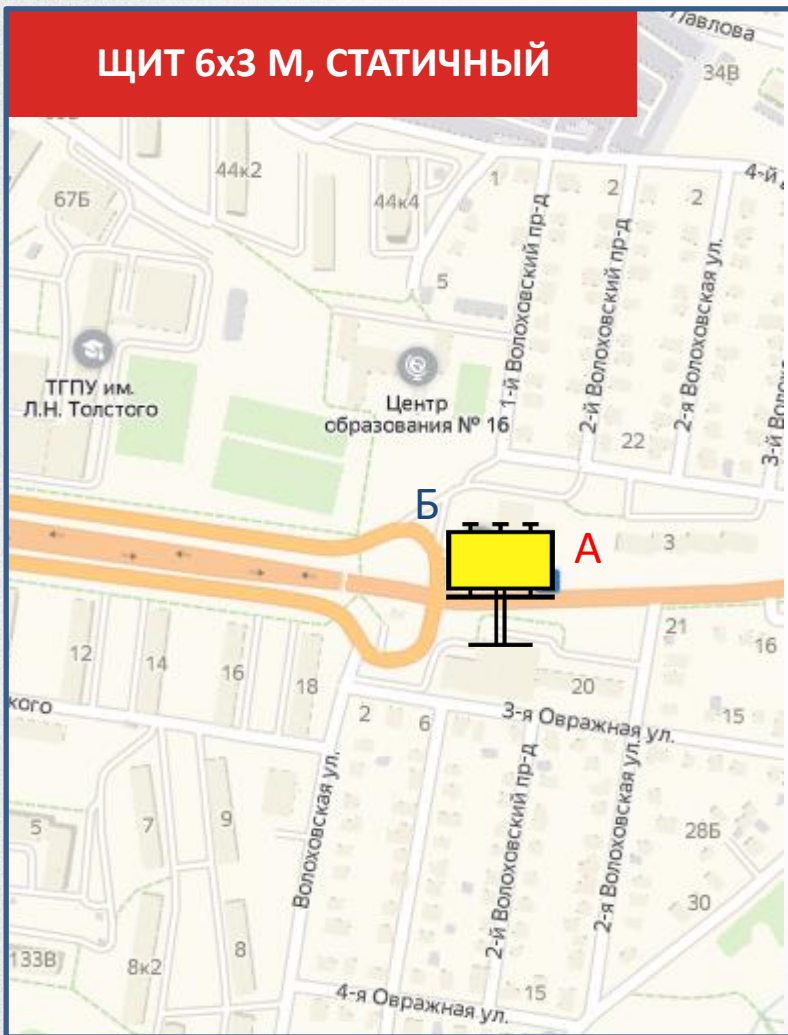 ЩИТ 6х3 М, СТАТИЧНЫЙ
Павлова
34В
44к2
44к4
67Б
1
2
2
4-й
5
1-й Волоховский пр-д
2-й Волоховский пр-д
2-я Волоховская ул.
ТГПУ им.
Л.Н. Толстого
Центр
образования № 16
22
Б
А
3
12
14
16
18
20
21
16
2
6
15
3-я Овражная ул.
Волоховская ул.
2-й Волоховский пр-д
2-я Волоховская ул.
5
7
9
28Б
30
133В
8к2
8
15
4-я Овражная ул.